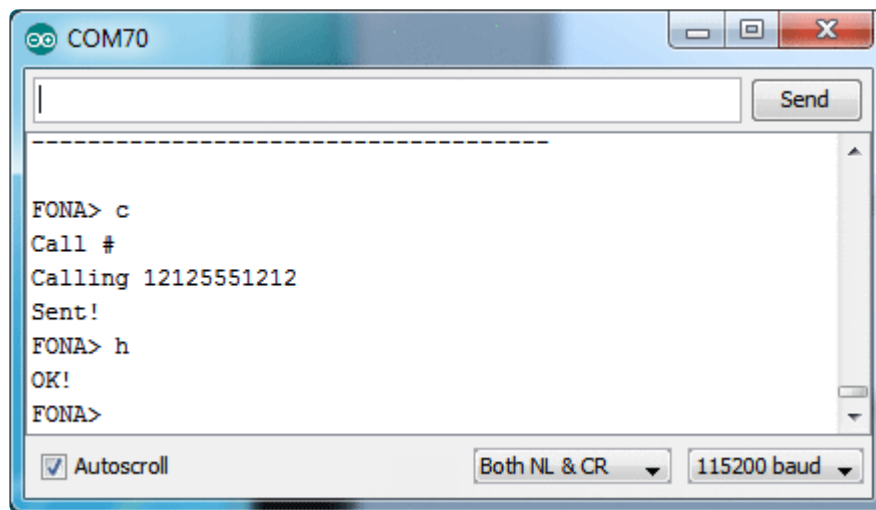 COM70
Send
-------------------------------------
FONA> c
Call #
Calling 12125551212
Sent!
FONA> h
OK!
FONA>
Autoscroll
Both NL & CR
115200 baud